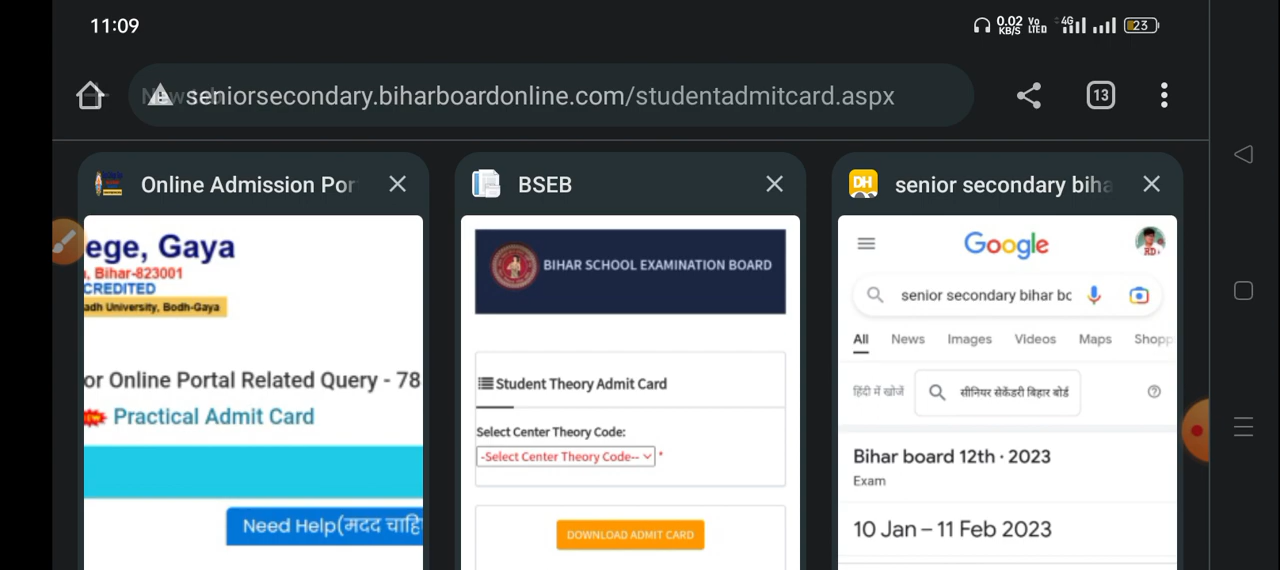 11:09
0.02 KB/S Vo LTED 4G 23
seniorsecondary.biharboardonline.com/studentadmitcard.aspx
13
Online Admission Por
BSEB
DH
senior secondary biha
ege, Gaya
, Bihar-823001
CREDITED
adh University, Bodh-Gaya
or Online Portal Related Query - 78
Practical Admit Card
Need Help(मदद चाहि
BIHAR SCHOOL EXAMINATION BOARD
Student Theory Admit Card
Select Center Theory Code:
-Select Center Theory Code-- *
DOWNLOAD ADMIT CARD
Google
senior secondary bihar bo
All News Images Videos Maps Shopp
हिंदी में खोजें सीनियर सेकेंडरी बिहार बोर्ड
Bihar board 12th · 2023
Exam
10 Jan – 11 Feb 2023